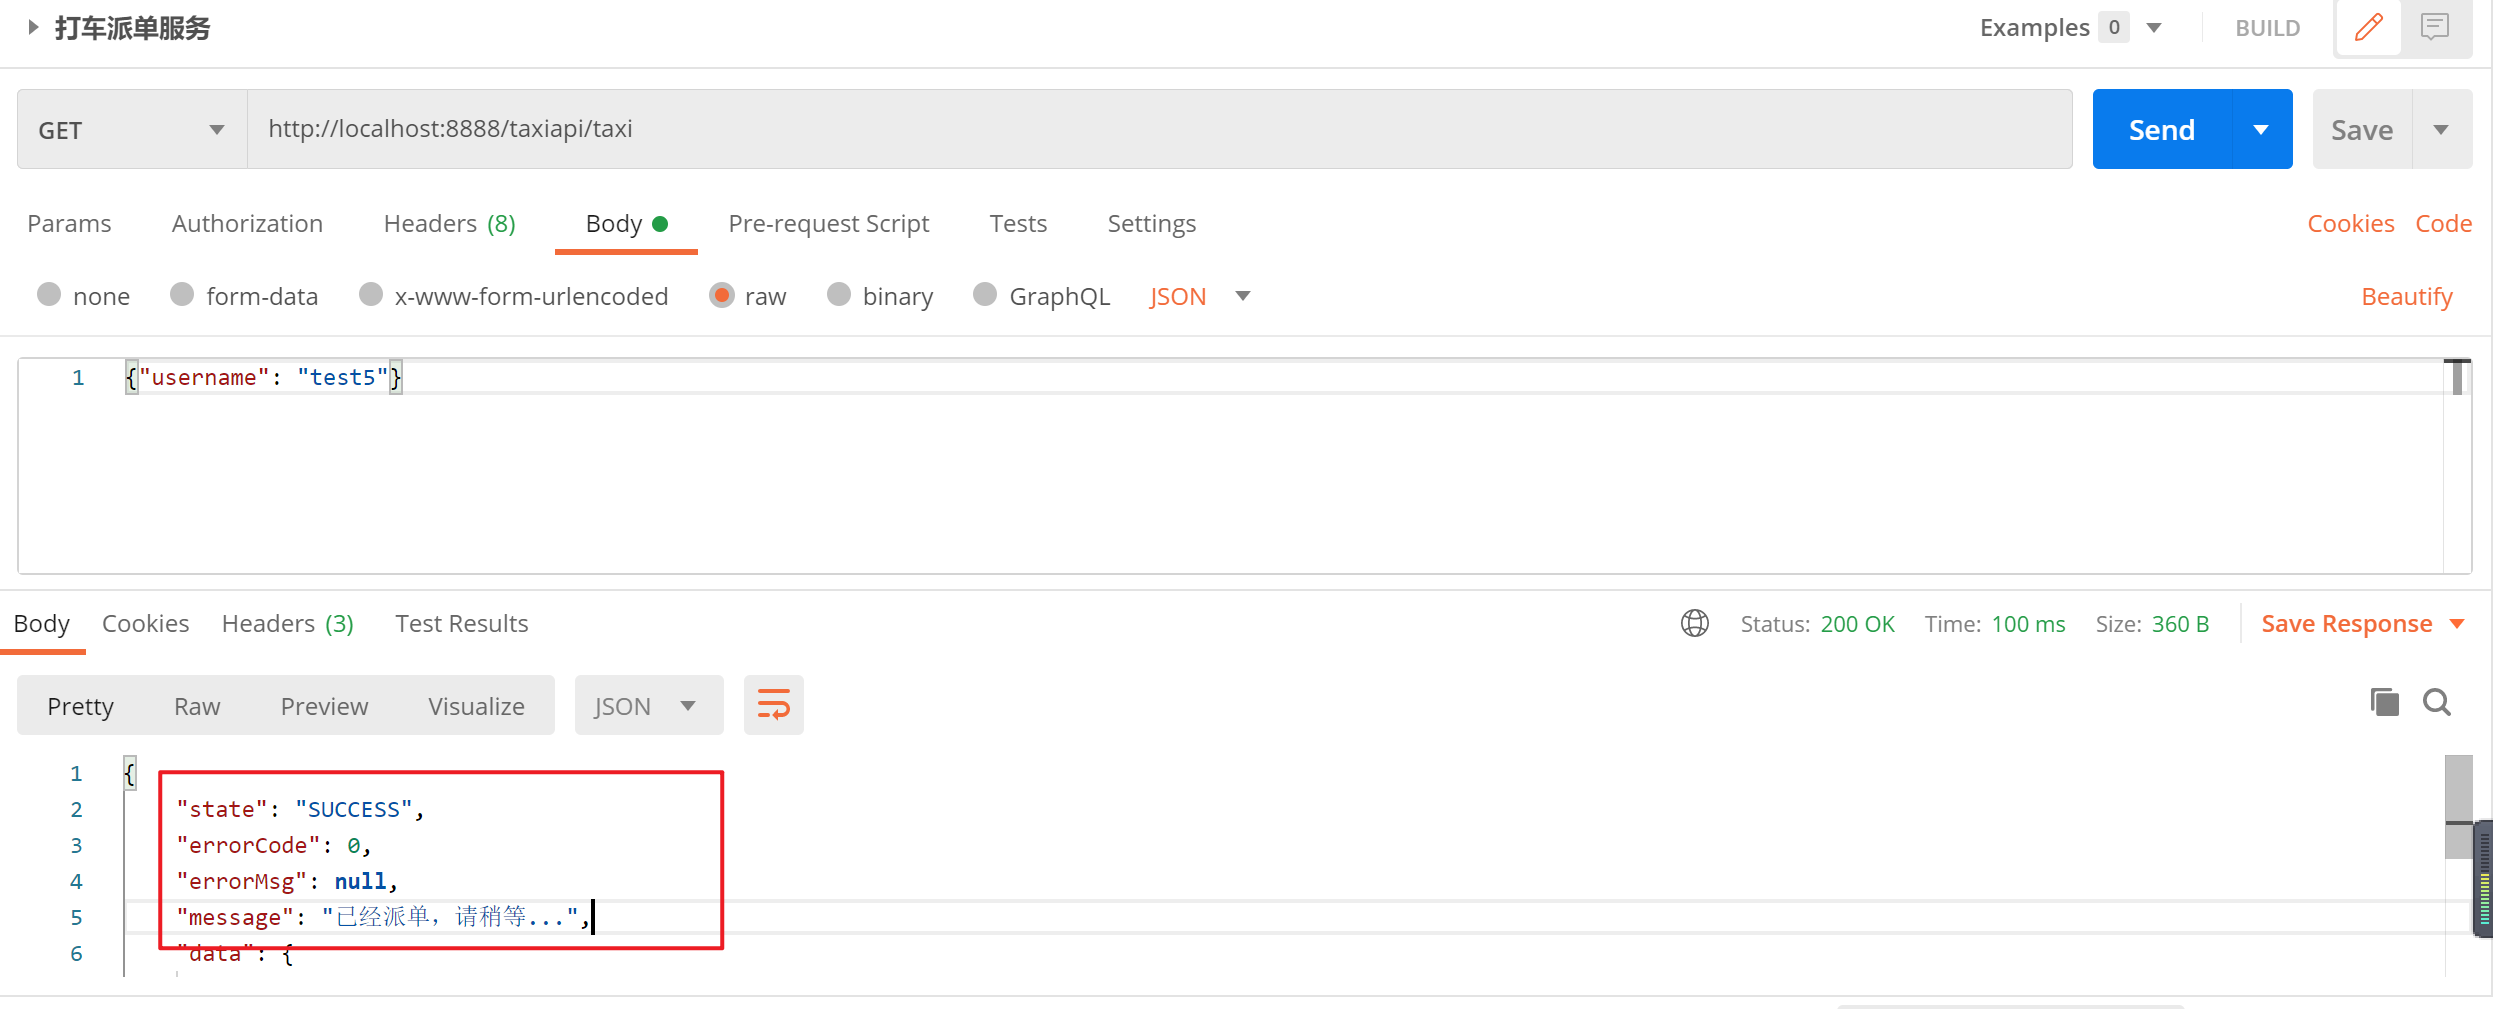 打车派单服务 Examples 0 BUILD
GET http://localhost:8888/taxiapi/taxi Send Save
Params Authorization Headers (8) Body Pre-request Script Tests Settings Cookies Code
none form-data x-www-form-urlencoded raw binary GraphQL JSON Beautify
1 {"username": "test5"}
Body Cookies Headers (3) Test Results Status: 200 OK Time: 100 ms Size: 360 B Save Response
Pretty Raw Preview Visualize JSON
1 {
2 "state": "SUCCESS",
3 "errorCode": 0,
4 "errorMsg": null,
5 "message": "已经派单，请稍等...",
6 "data": {